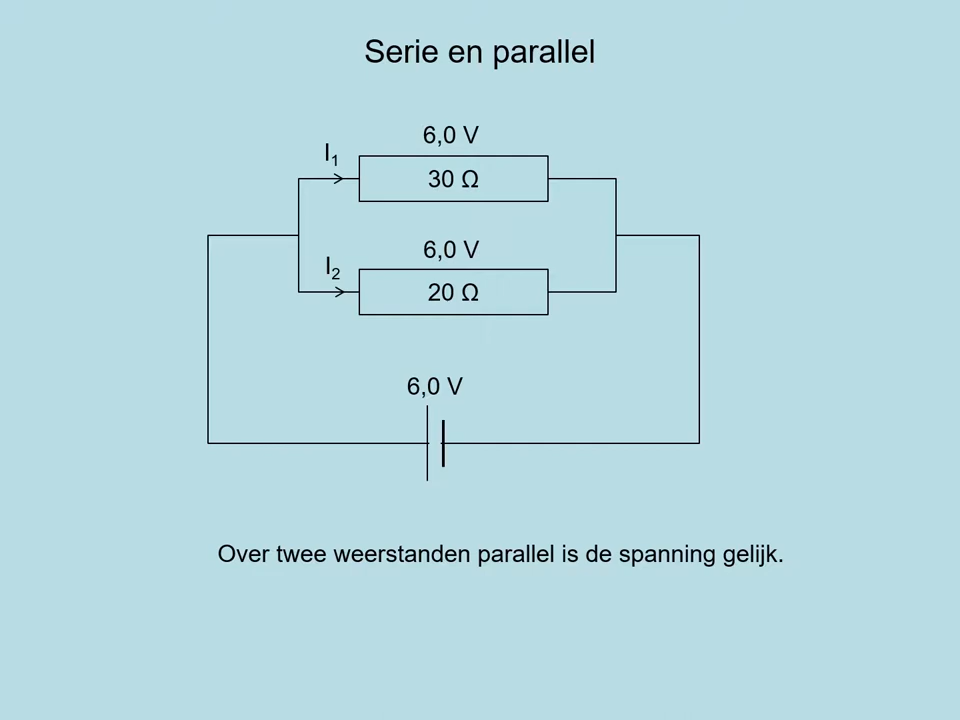 Serie en parallel
6,0 V
I₁
30 Ω
6,0 V
I₂
20 Ω
6,0 V
Over twee weerstanden parallel is de spanning gelijk.